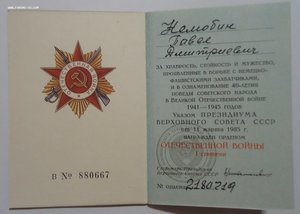 В № 880667
Павел
Дмитриевич
ЗА ХРАБРОСТЬ, СТОЙКОСТЬ И МУЖЕСТВО,
ПРОЯВЛЕННЫЕ В БОРЬБЕ С НЕМЕЦКО-
ФАШИСТСКИМИ ЗАХВАТЧИКАМИ,
И В ОЗНАМЕНОВАНИЕ 40-ЛЕТИЯ
ПОБЕДЫ СОВЕТСКОГО НАРОДА
В ВЕЛИКОЙ ОТЕЧЕСТВЕННОЙ ВОЙНЕ
1941—1945 ГОДОВ
Указом ПРЕЗИДИУМА
ВЕРХОВНОГО СОВЕТА СССР
от 11 марта 1985 г.
НАГРАЖДЕН ОРДЕНОМ
ОТЕЧЕСТВЕННОЙ ВОЙНЫ
I степени
№ ордена 2180219